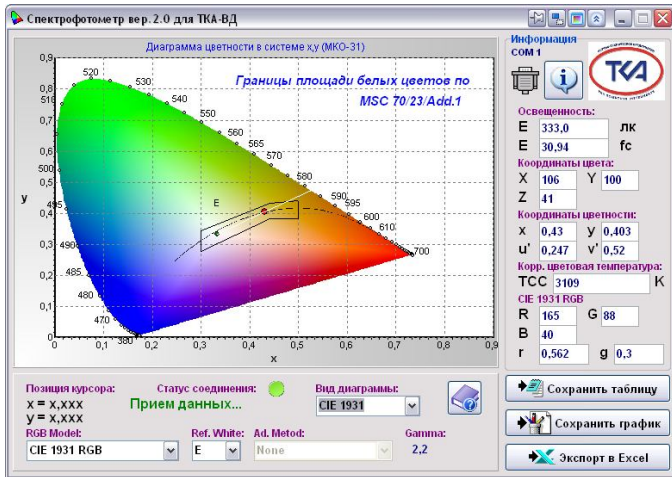 Спектрофотометр вер. 2.0 для ТКА-ВД
Диаграмма цветности в системе x,y (МКО-31)
Границы площади белых цветов по
MSC 70/23/Add.1
0,9
0,8
0,7
0,6
0,5
0,4
0,3
0,2
0,1
0
y
520
530
540
550
560
565
570
575
580
590
595
600
610
700
510
500
495
490
485
480
470
380
E
0
0,1
0,2
0,3
0,4
0,5
0,6
0,7
0,8
0,9
x
Информация
COM 1
ТКА
Освещенность:
E 333,0 лк
E 30,94 fc
Координаты цвета:
X 106 Y 100
Z 41
Координаты цветности:
x 0,43 y 0,403
u' 0,247 v' 0,52
Корр. цветовая температура:
TCC 3109 K
CIE 1931 RGB
R 165 G 88
B 40
r 0,562 g 0,3
Сохранить таблицу
Сохранить график
Экспорт в Excel
Позиция курсора:
x = x,xxx
y = x,xxx
Статус соединения:
Прием данных...
Вид диаграммы:
CIE 1931
RGB Model:
CIE 1931 RGB
Ref. White:
E
Ad. Metod:
None
Gamma:
2,2